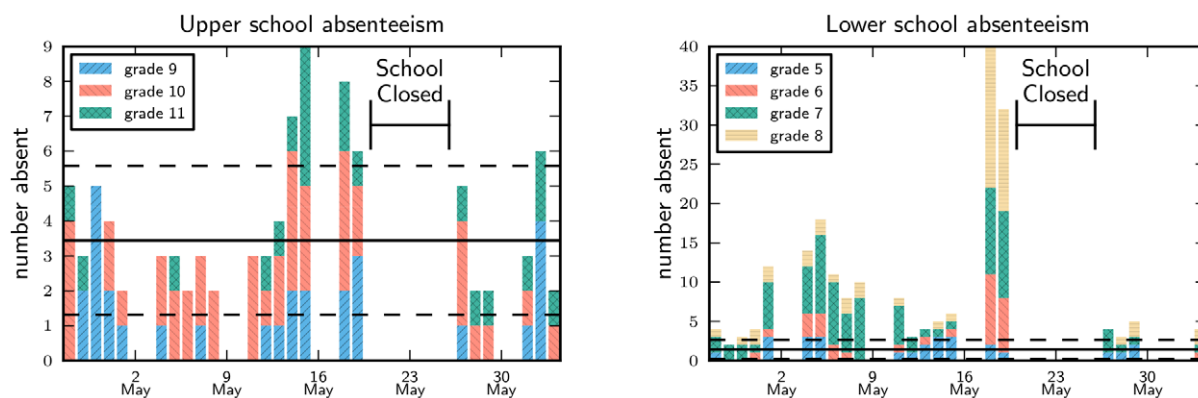 Upper school absenteeism
number absent
9
8
7
6
5
4
3
2
1
0
grade 9
grade 10
grade 11
School
Closed
2 9 16 23 30
May May May May May
Lower school absenteeism
number absent
40
35
30
25
20
15
10
5
0
grade 5
grade 6
grade 7
grade 8
School
Closed
2 9 16 23 30
May May May May May